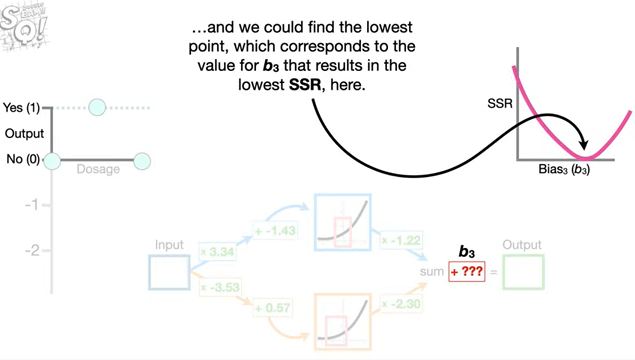 …and we could find the lowest
point, which corresponds to the
value for b₃ that results in the
lowest SSR, here.
SSR
Bias₃ (b₃)
Yes (1)
Output
No (0)
Dosage
-1
-2
Input
x 3.34
+ -1.43
x -1.22
x -3.53
+ 0.57
x -2.30
b₃
sum + ??? =
Output